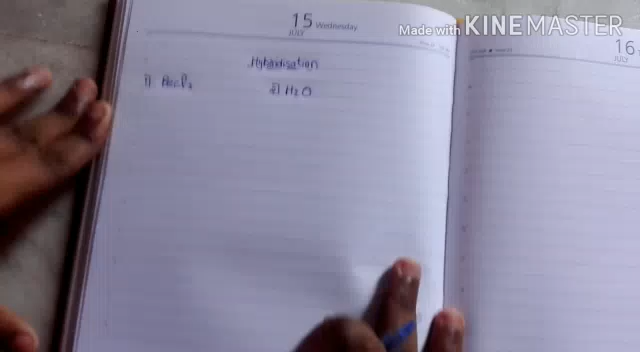 15 Wednesday
JULY
Made with KINEMASTER
16
JULY
Hybridisation
1) BeCl2
2) H2O